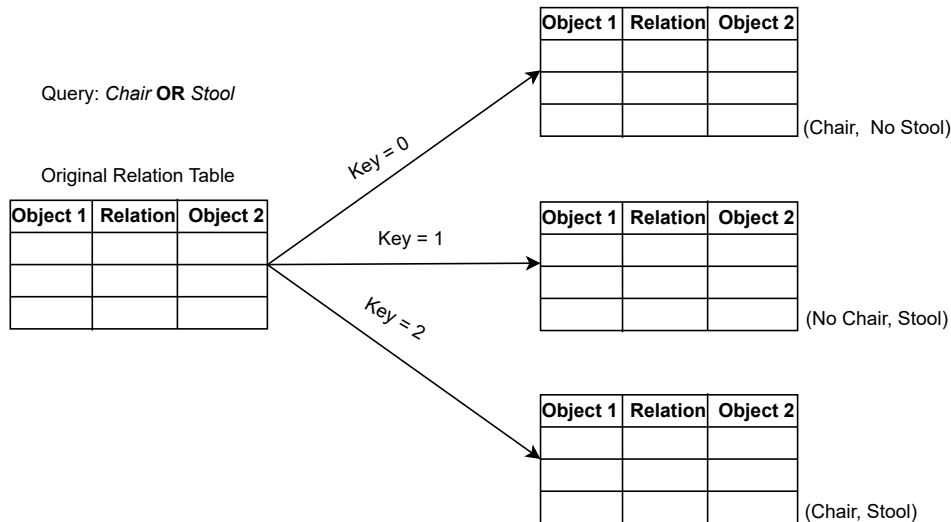 Query: Chair OR Stool
Original Relation Table
Object 1 Relation Object 2
Key = 0
Key = 1
Key = 2
Object 1 Relation Object 2
(Chair, No Stool)
Object 1 Relation Object 2
(No Chair, Stool)
Object 1 Relation Object 2
(Chair, Stool)